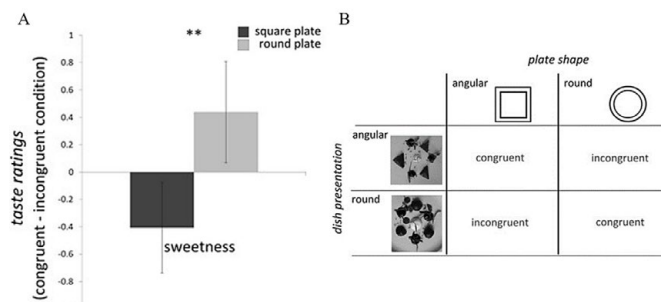 A
**
square plate
round plate
taste ratings
(congruent - incongruent condition)
1
0.8
0.6
0.4
0.2
0
-0.2
-0.4
-0.6
-0.8
sweetness
B
plate shape
angular
round
dish presentation
angular
congruent
incongruent
round
incongruent
congruent